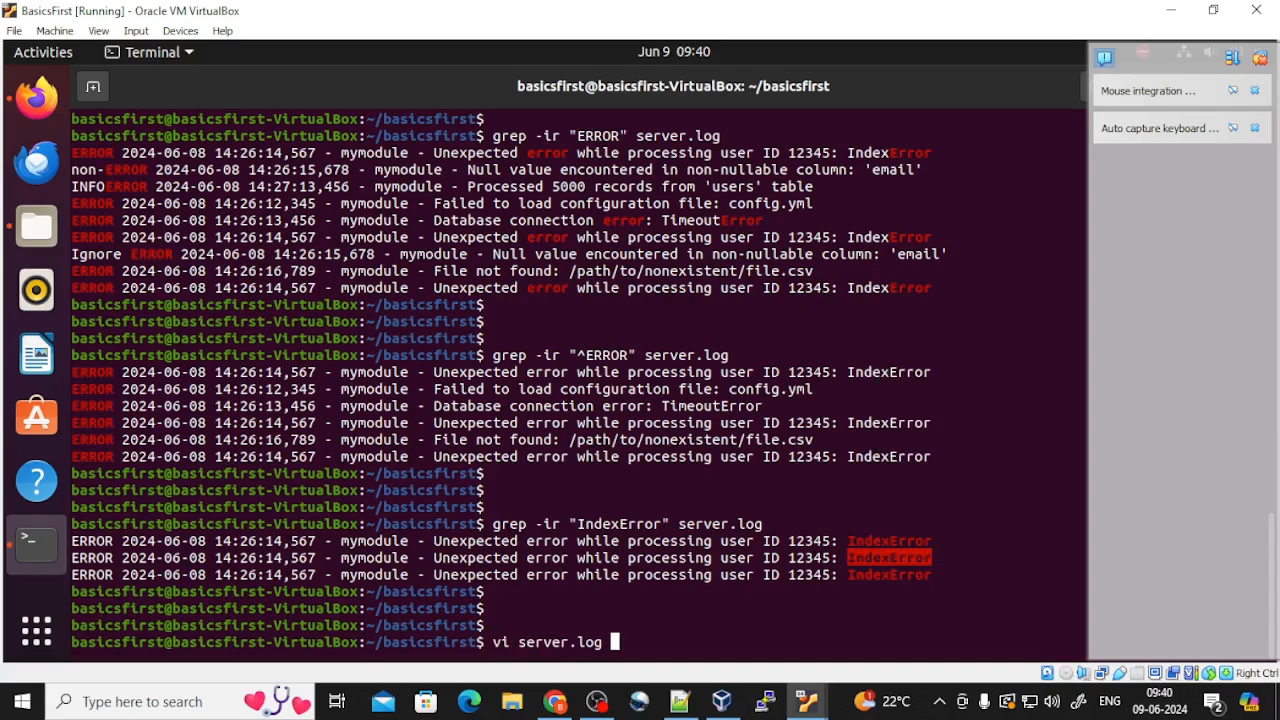 BasicsFirst [Running] - Oracle VM VirtualBox
File Machine View Input Devices Help
Activities Terminal Jun 9 09:40
basicsfirst@basicsfirst-VirtualBox: ~/basicsfirst
Mouse integration ...
Auto capture keyboard ...
basicsfirst@basicsfirst-VirtualBox:~/basicsfirst$
basicsfirst@basicsfirst-VirtualBox:~/basicsfirst$ grep -ir "ERROR" server.log
ERROR 2024-06-08 14:26:14,567 - mymodule - Unexpected error while processing user ID 12345: IndexError
non-ERROR 2024-06-08 14:26:15,678 - mymodule - Null value encountered in non-nullable column: 'email'
INFOERROR 2024-06-08 14:27:13,456 - mymodule - Processed 5000 records from 'users' table
ERROR 2024-06-08 14:26:12,345 - mymodule - Failed to load configuration file: config.yml
ERROR 2024-06-08 14:26:13,456 - mymodule - Database connection error: TimeoutError
ERROR 2024-06-08 14:26:14,567 - mymodule - Unexpected error while processing user ID 12345: IndexError
Ignore ERROR 2024-06-08 14:26:15,678 - mymodule - Null value encountered in non-nullable column: 'email'
ERROR 2024-06-08 14:26:16,789 - mymodule - File not found: /path/to/nonexistent/file.csv
ERROR 2024-06-08 14:26:14,567 - mymodule - Unexpected error while processing user ID 12345: IndexError
basicsfirst@basicsfirst-VirtualBox:~/basicsfirst$
basicsfirst@basicsfirst-VirtualBox:~/basicsfirst$
basicsfirst@basicsfirst-VirtualBox:~/basicsfirst$
basicsfirst@basicsfirst-VirtualBox:~/basicsfirst$ grep -ir "^ERROR" server.log
ERROR 2024-06-08 14:26:14,567 - mymodule - Unexpected error while processing user ID 12345: IndexError
ERROR 2024-06-08 14:26:12,345 - mymodule - Failed to load configuration file: config.yml
ERROR 2024-06-08 14:26:13,456 - mymodule - Database connection error: TimeoutError
ERROR 2024-06-08 14:26:14,567 - mymodule - Unexpected error while processing user ID 12345: IndexError
ERROR 2024-06-08 14:26:16,789 - mymodule - File not found: /path/to/nonexistent/file.csv
ERROR 2024-06-08 14:26:14,567 - mymodule - Unexpected error while processing user ID 12345: IndexError
basicsfirst@basicsfirst-VirtualBox:~/basicsfirst$
basicsfirst@basicsfirst-VirtualBox:~/basicsfirst$
basicsfirst@basicsfirst-VirtualBox:~/basicsfirst$
basicsfirst@basicsfirst-VirtualBox:~/basicsfirst$ grep -ir "IndexError" server.log
ERROR 2024-06-08 14:26:14,567 - mymodule - Unexpected error while processing user ID 12345: IndexError
ERROR 2024-06-08 14:26:14,567 - mymodule - Unexpected error while processing user ID 12345: IndexError
ERROR 2024-06-08 14:26:14,567 - mymodule - Unexpected error while processing user ID 12345: IndexError
basicsfirst@basicsfirst-VirtualBox:~/basicsfirst$
basicsfirst@basicsfirst-VirtualBox:~/basicsfirst$
basicsfirst@basicsfirst-VirtualBox:~/basicsfirst$
basicsfirst@basicsfirst-VirtualBox:~/basicsfirst$ vi server.log
Right Ctrl
Type here to search
22°C
ENG
09:40
09-06-2024